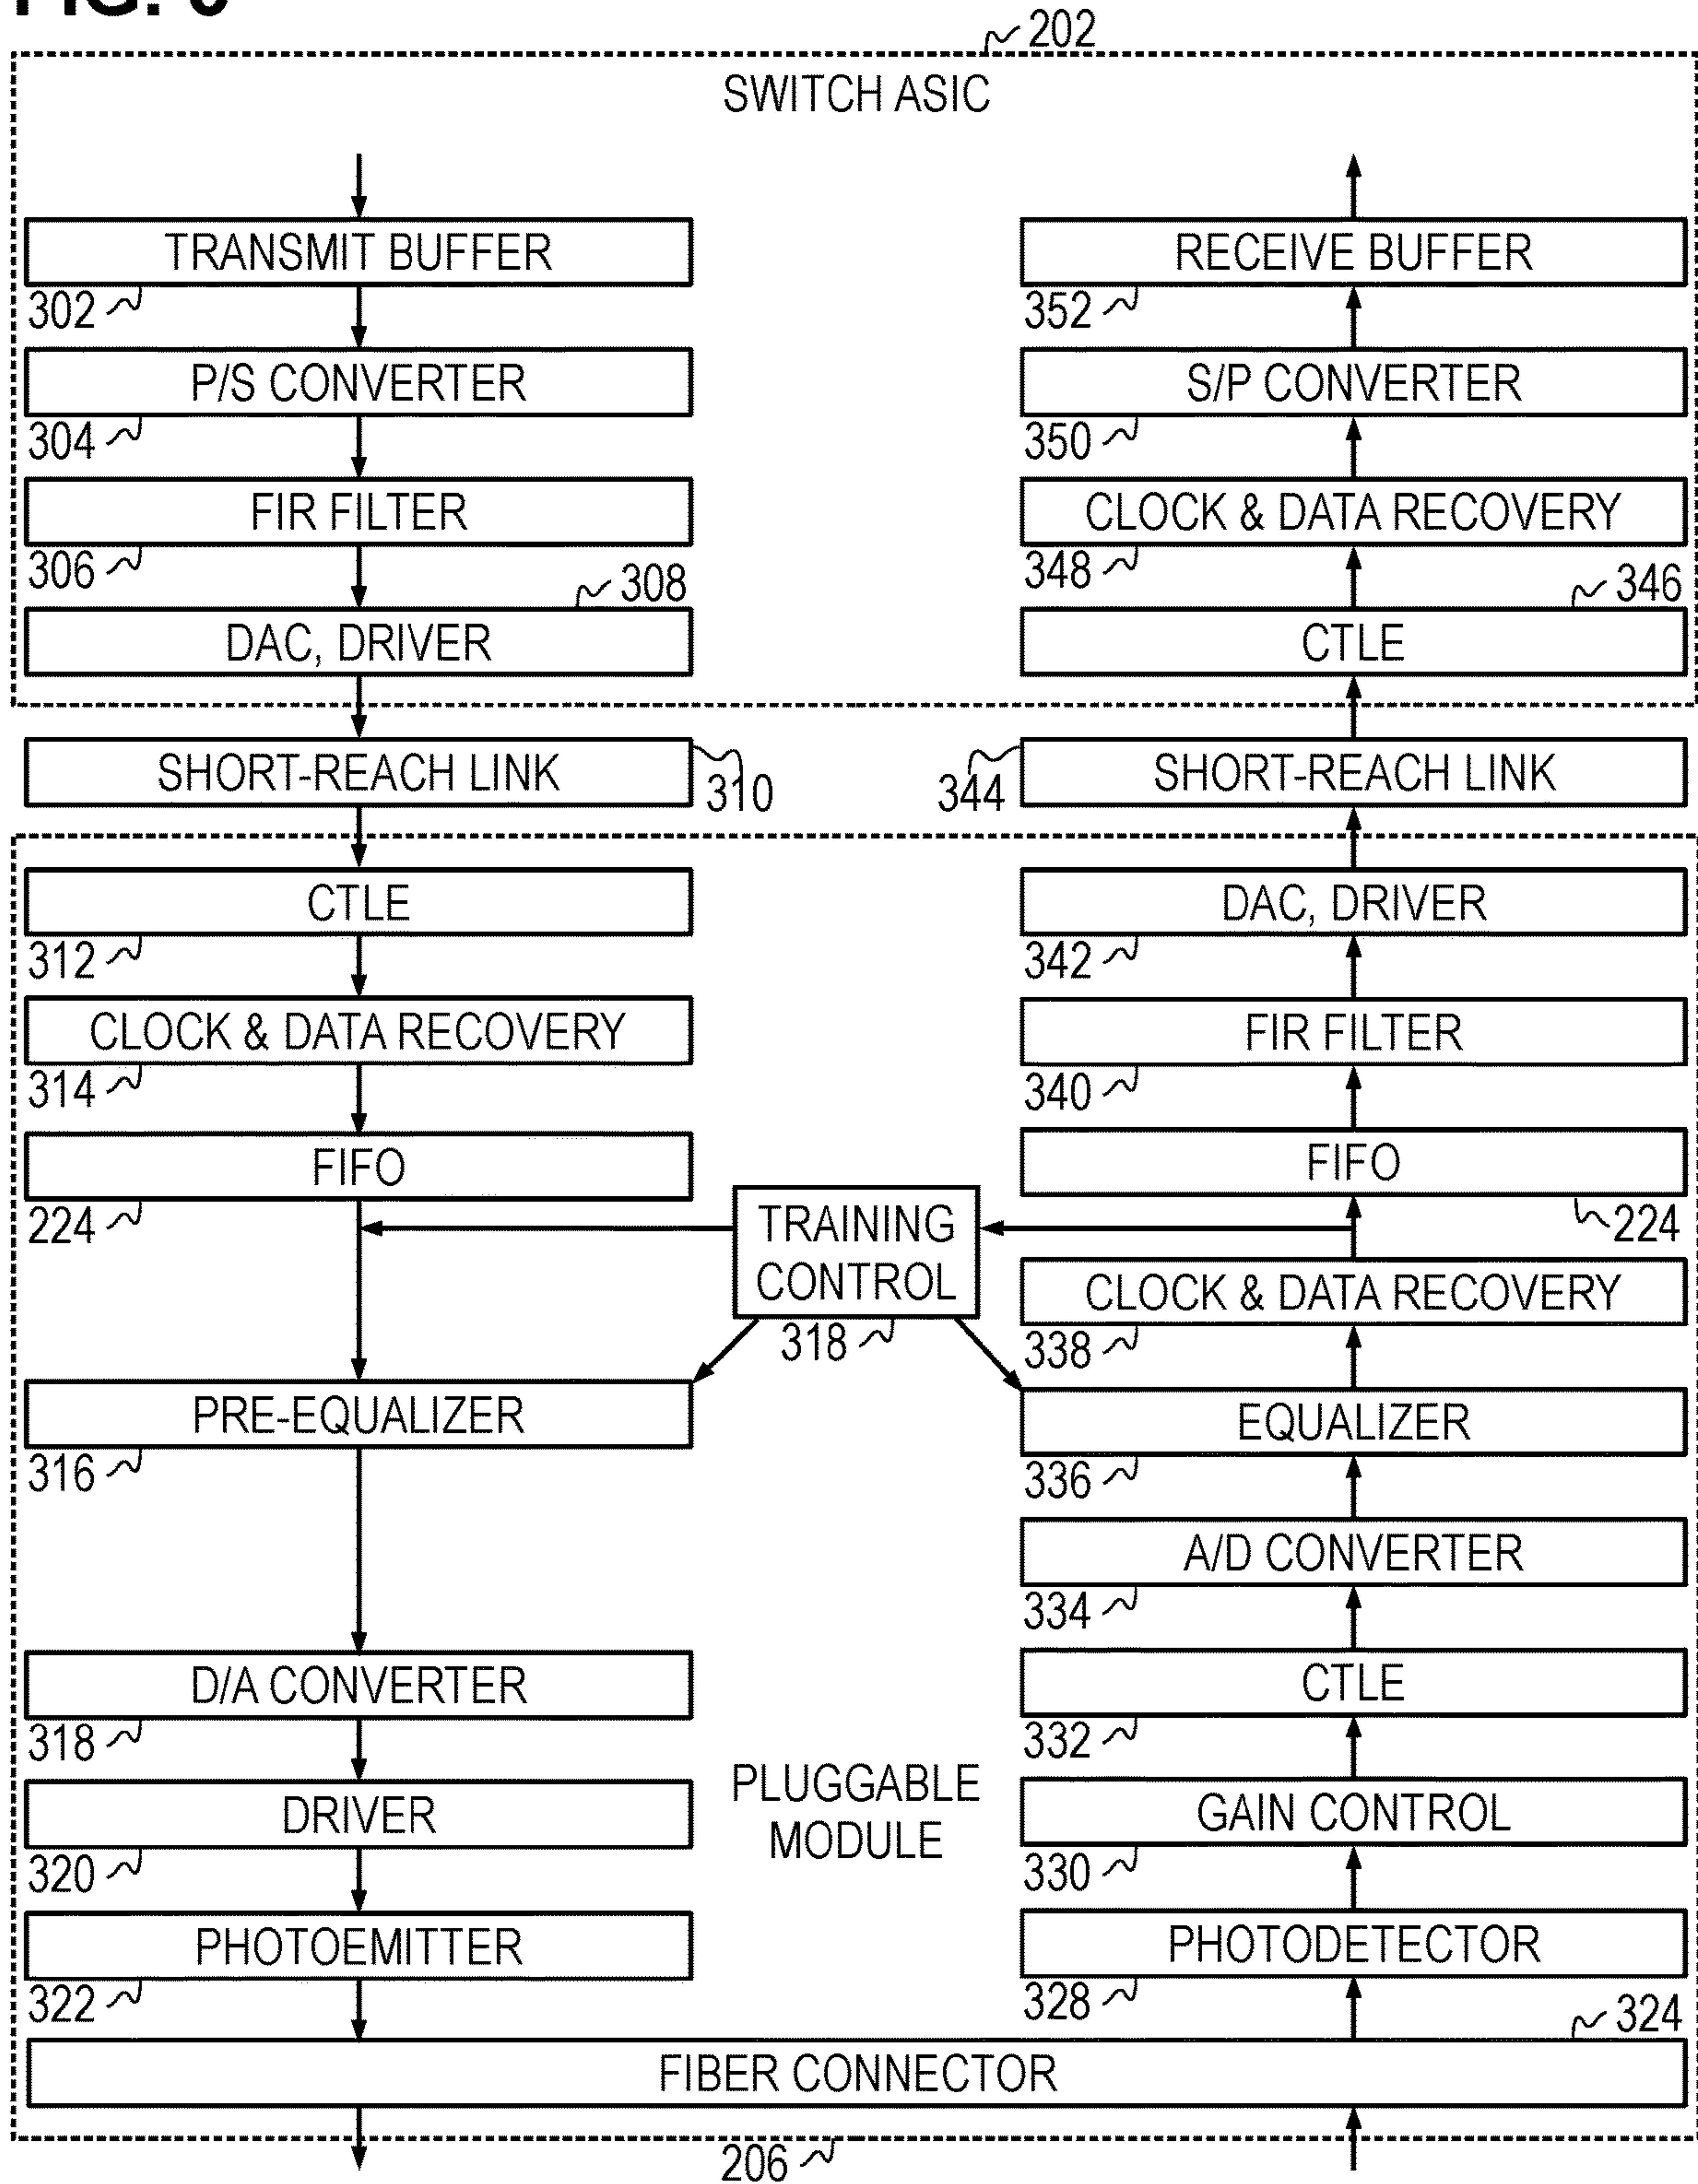 FIG.
202
SWITCH ASIC
TRANSMIT BUFFER
RECEIVE BUFFER
302
352
P/S CONVERTER
S/P CONVERTER
304
350
FIR FILTER
CLOCK & DATA RECOVERY
306
308
348
346
DAC, DRIVER
CTLE
SHORT-REACH LINK
310
344
SHORT-REACH LINK
CTLE
DAC, DRIVER
312
342
CLOCK & DATA RECOVERY
FIR FILTER
314
340
FIFO
FIFO
224
224
TRAINING
CONTROL
318
CLOCK & DATA RECOVERY
338
PRE-EQUALIZER
EQUALIZER
316
336
A/D CONVERTER
334
D/A CONVERTER
CTLE
318
332
PLUGGABLE
MODULE
DRIVER
GAIN CONTROL
320
330
PHOTOEMITTER
PHOTODETECTOR
322
328
324
FIBER CONNECTOR
206